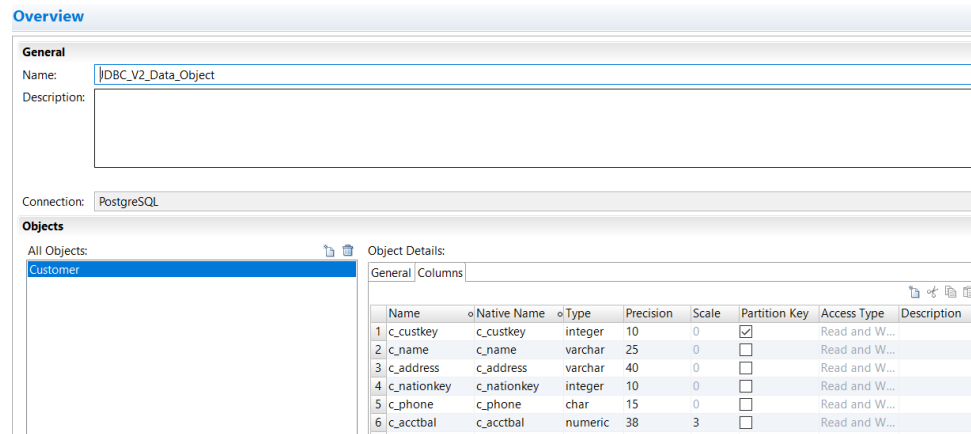 Overview
General
Name: JDBC_V2_Data_Object
Description:
Connection: PostgreSQL
Objects
All Objects: Object Details:
Customer
General Columns
Name Native Name Type Precision Scale Partition Key Access Type Description
1 c_custkey c_custkey integer 10 0 Read and W...
2 c_name c_name varchar 25 0 Read and W...
3 c_address c_address varchar 40 0 Read and W...
4 c_nationkey c_nationkey integer 10 0 Read and W...
5 c_phone c_phone char 15 0 Read and W...
6 c_acctbal c_acctbal numeric 38 3 Read and W...